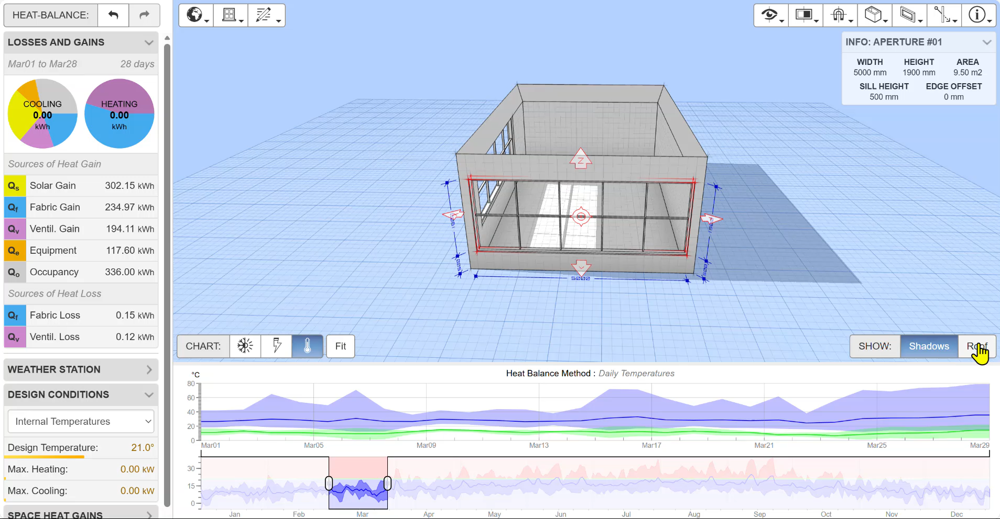 HEAT-BALANCE:
LOSSES AND GAINS
Mar01 to Mar28 28 days
COOLING
0.00
kWh
HEATING
0.00
kWh
Sources of Heat Gain
Qs Solar Gain 302.15 kWh
Qf Fabric Gain 234.97 kWh
Qv Ventil. Gain 194.11 kWh
Qe Equipment 117.60 kWh
Qo Occupancy 336.00 kWh
Sources of Heat Loss
Qf Fabric Loss 0.15 kWh
Qv Ventil. Loss 0.12 kWh
WEATHER STATION
DESIGN CONDITIONS
Internal Temperatures
Design Temperature: 21.0°
Max. Heating: 0.00 kW
Max. Cooling: 0.00 kW
SPACE HEAT GAINS
INFO: APERTURE #01
WIDTH HEIGHT AREA
5000 mm 1900 mm 9.50 m2
SILL HEIGHT EDGE OFFSET
500 mm 0 mm
Z
5000
CHART: Fit
SHOW: Shadows Roof
Heat Balance Method : Daily Temperatures
°C
80
60
40
20
0
Mar01 Mar05 Mar09 Mar13 Mar17 Mar21 Mar25 Mar29
30
15
0
Jan Feb Mar Apr May Jun Jul Aug Sep Oct Nov Dec